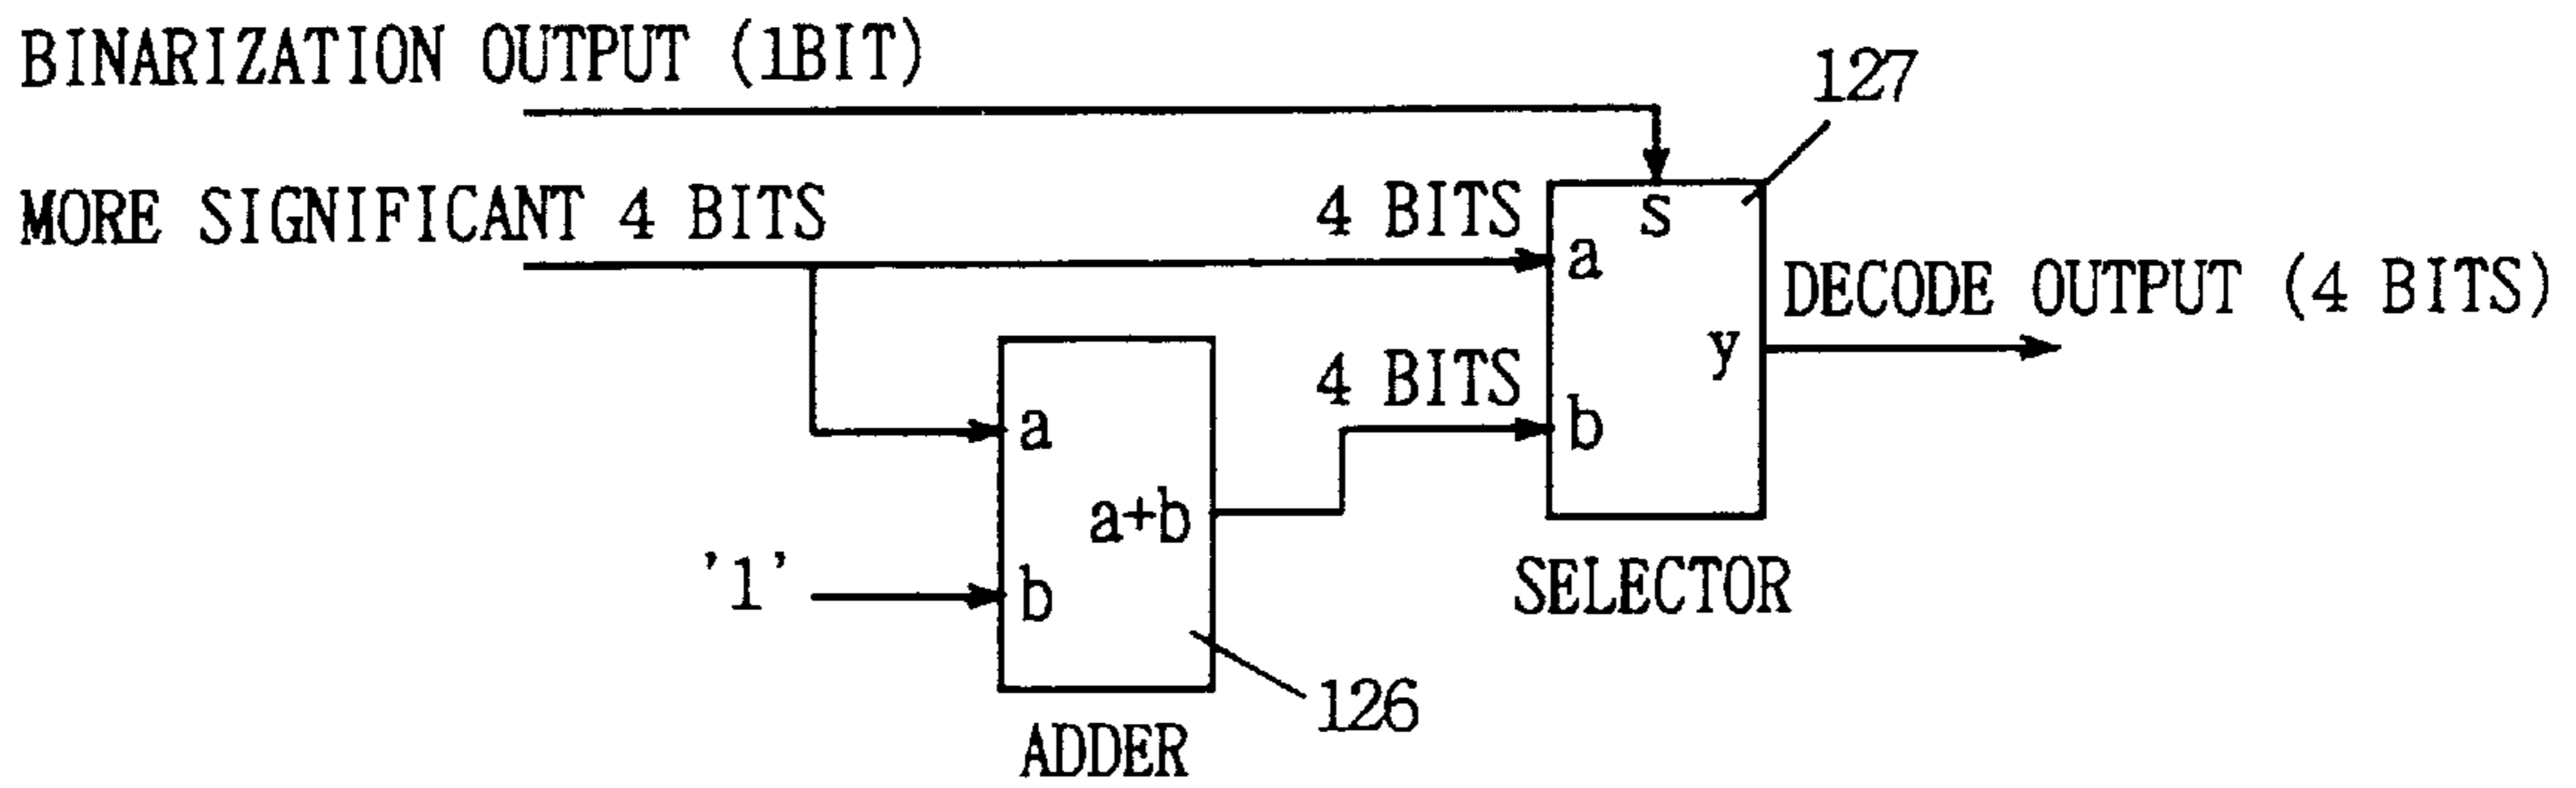 BINARIZATION OUTPUT (1BIT)
127
MORE SIGNIFICANT 4 BITS
4 BITS
s
a
DECODE OUTPUT (4 BITS)
y
4 BITS
b
a
a+b
'1'
b
SELECTOR
126
ADDER